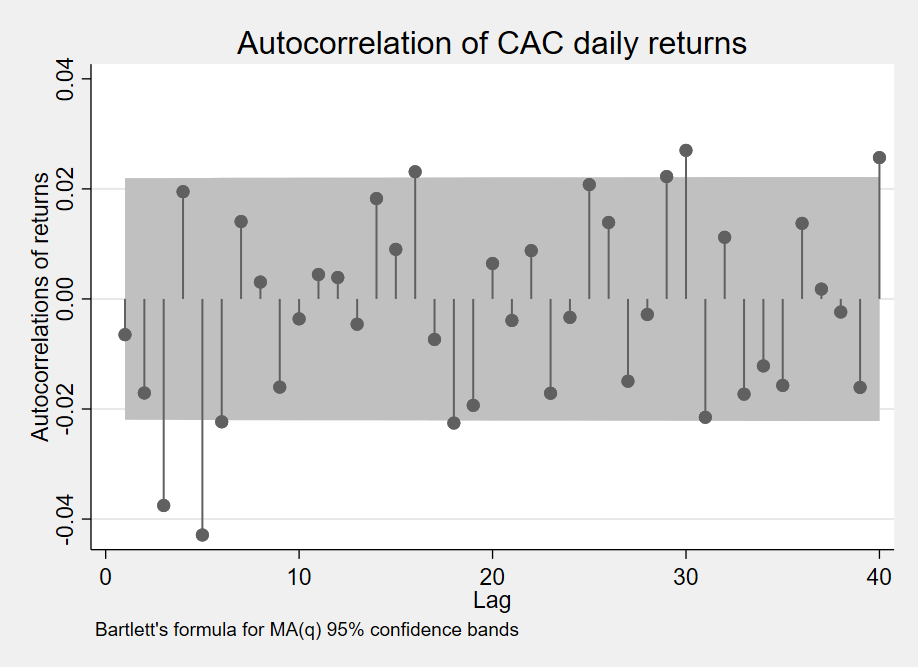 Autocorrelation of CAC daily returns
Autocorrelations of returns
0.04
0.02
0.00
-0.02
-0.04
0 10 20 30 40
Lag
Bartlett's formula for MA(q) 95% confidence bands